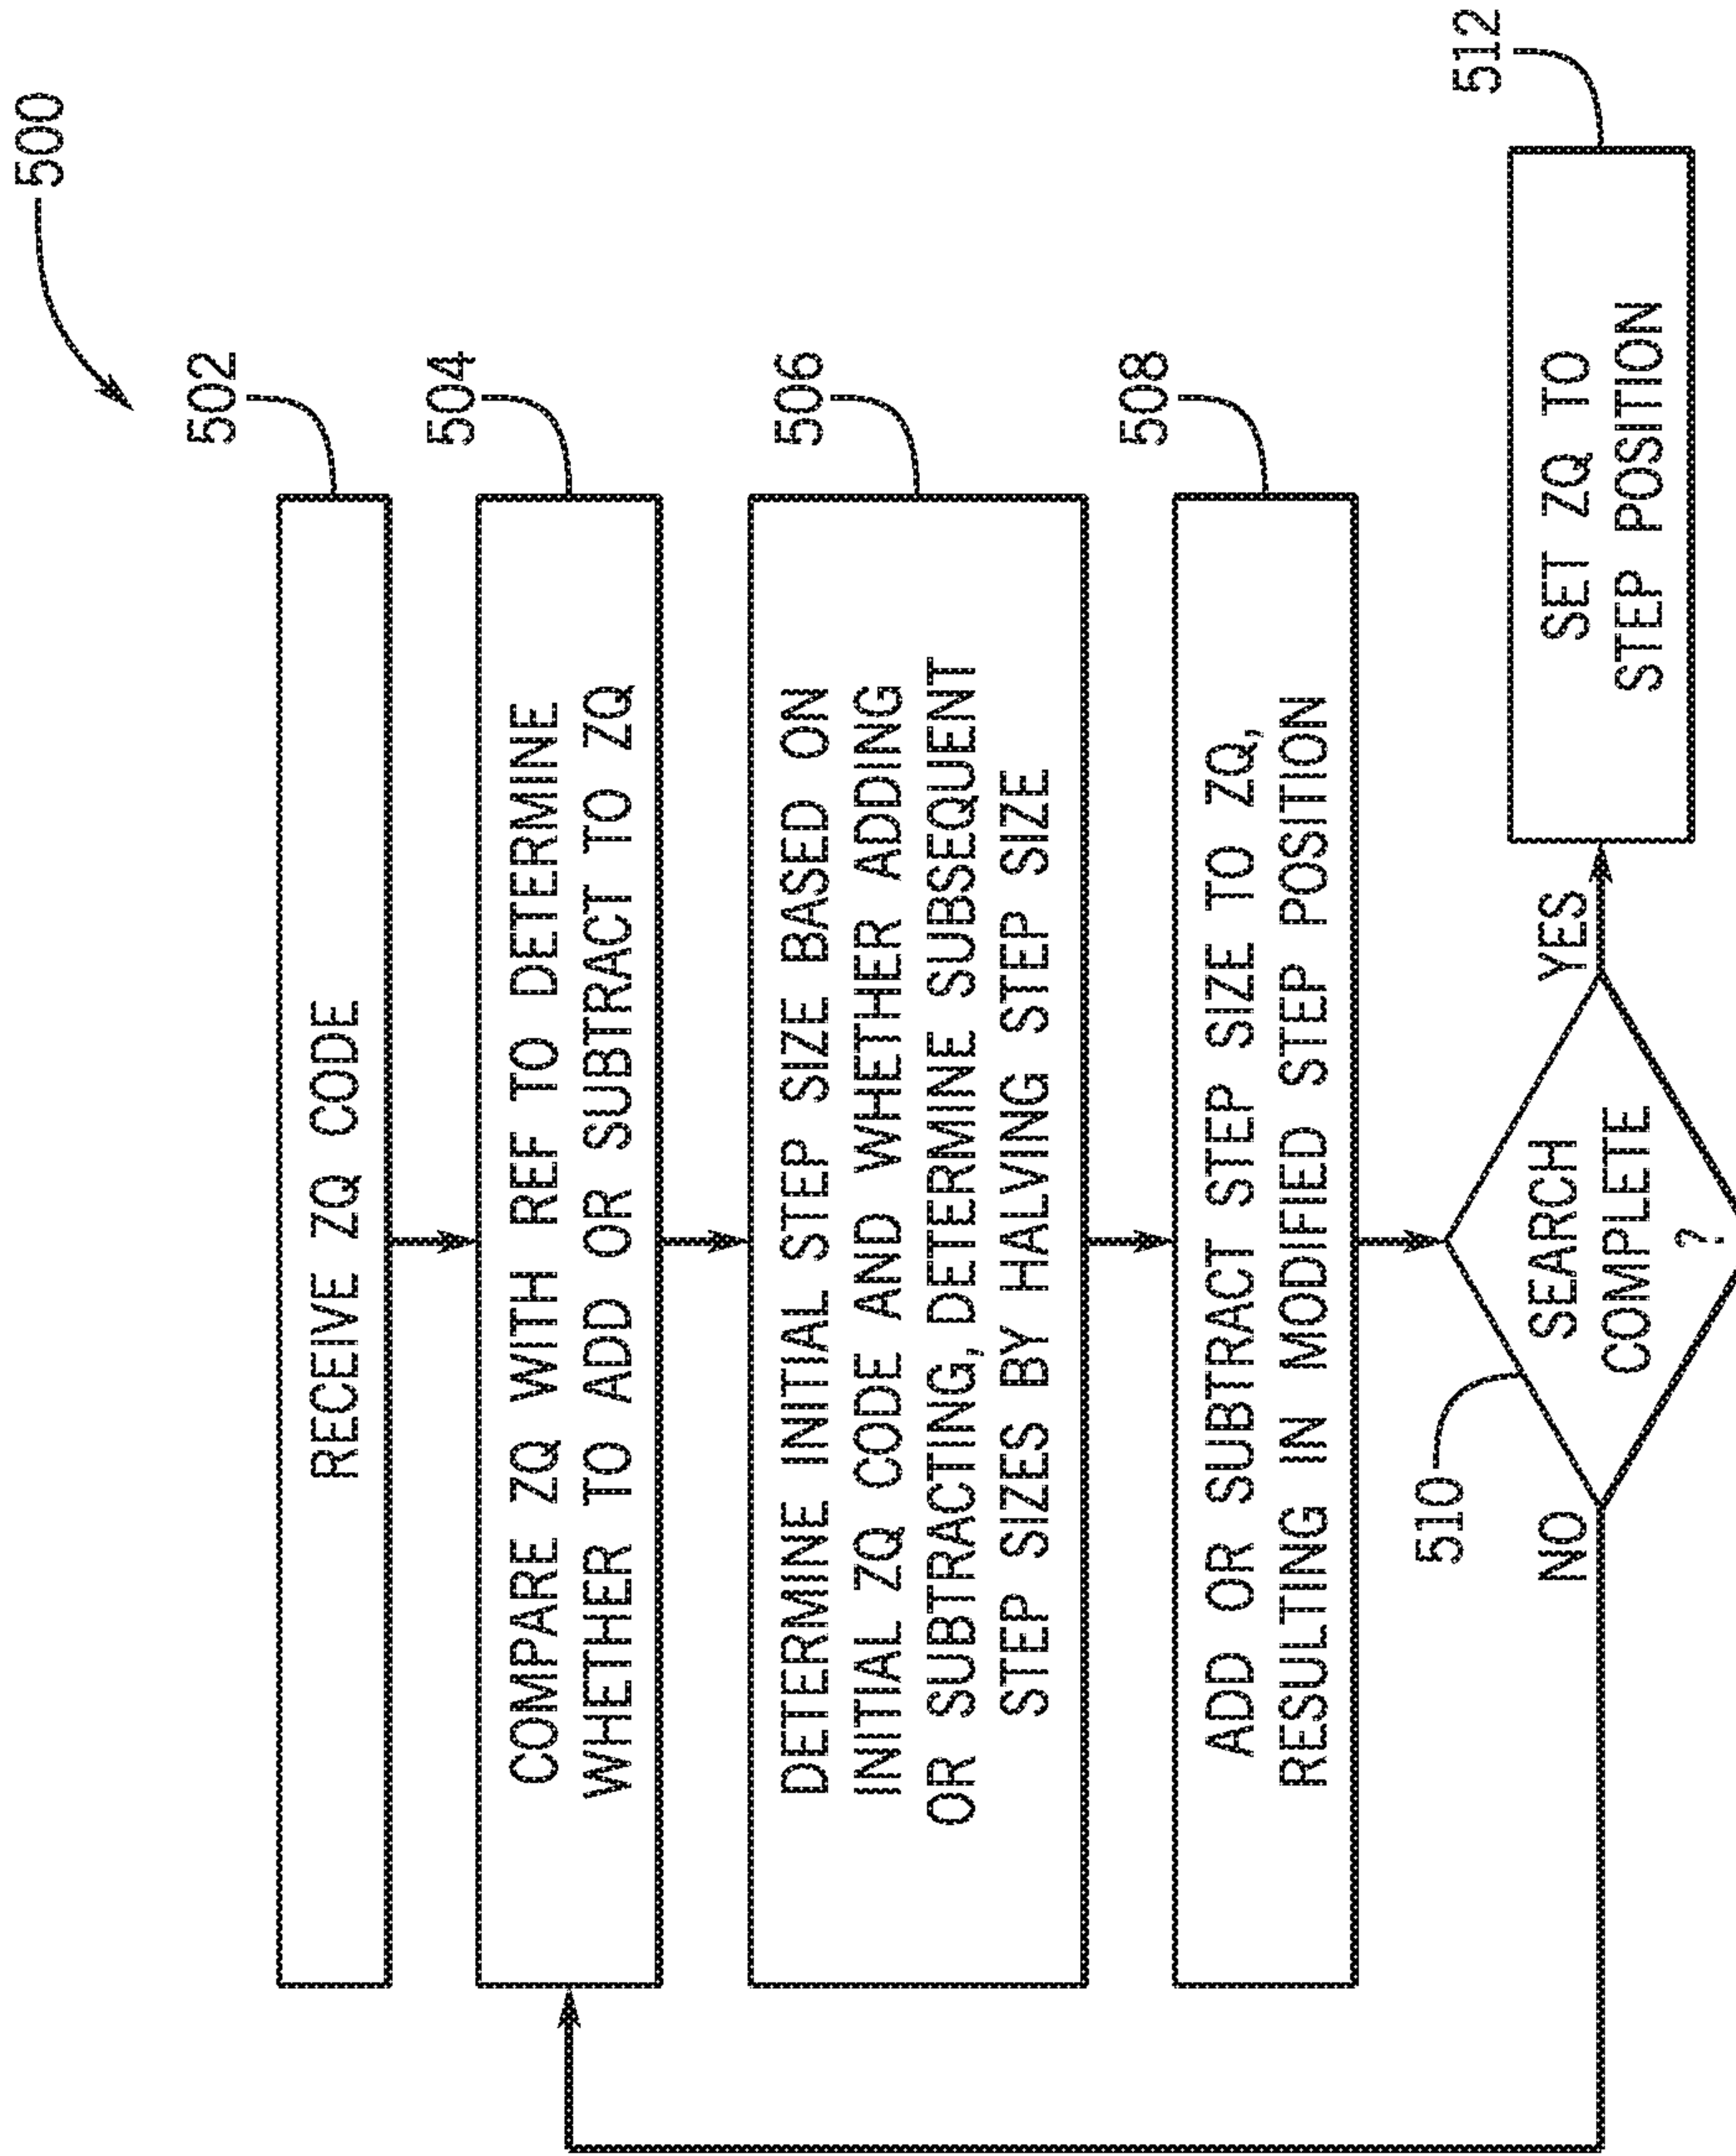 500
502
RECEIVE ZQ CODE
504
COMPARE ZQ WITH REF TO DETERMINE
WHETHER TO ADD OR SUBTRACT TO ZQ
506
DETERMINE INITIAL STEP SIZE BASED ON
INITIAL ZQ CODE AND WHETHER ADDING
OR SUBTRACTING, DETERMINE SUBSEQUENT
STEP SIZES BY HALVING STEP SIZE
508
ADD OR SUBTRACT STEP SIZE TO ZQ,
RESULTING IN MODIFIED STEP POSITION
510
SEARCH
COMPLETE
?
NO
YES
512
SET ZQ TO
STEP POSITION